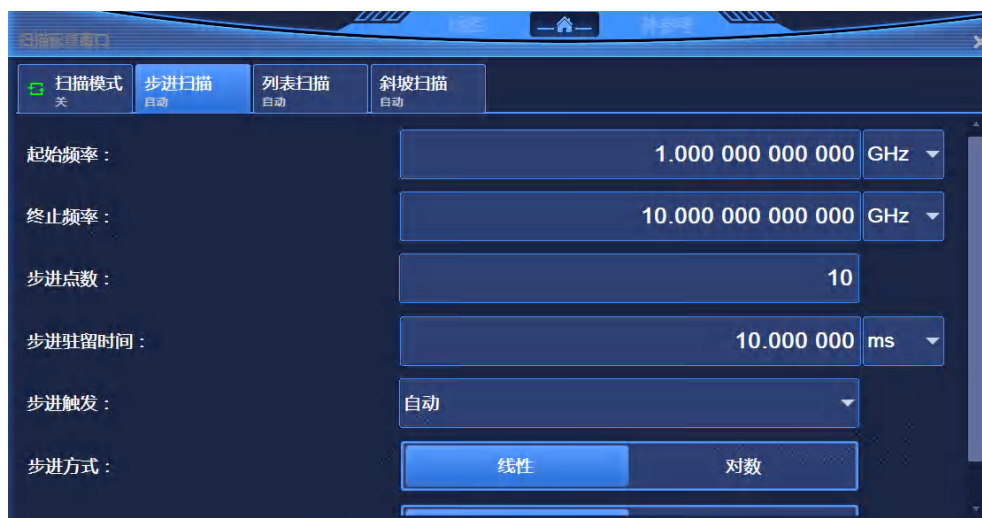 扫描模式 步进扫描 列表扫描 斜坡扫描
关 自动 自动 自动
起始频率： 1.000 000 000 000 GHz
终止频率： 10.000 000 000 000 GHz
步进点数： 10
步进驻留时间： 10.000 000 ms
步进触发： 自动
步进方式： 线性 对数